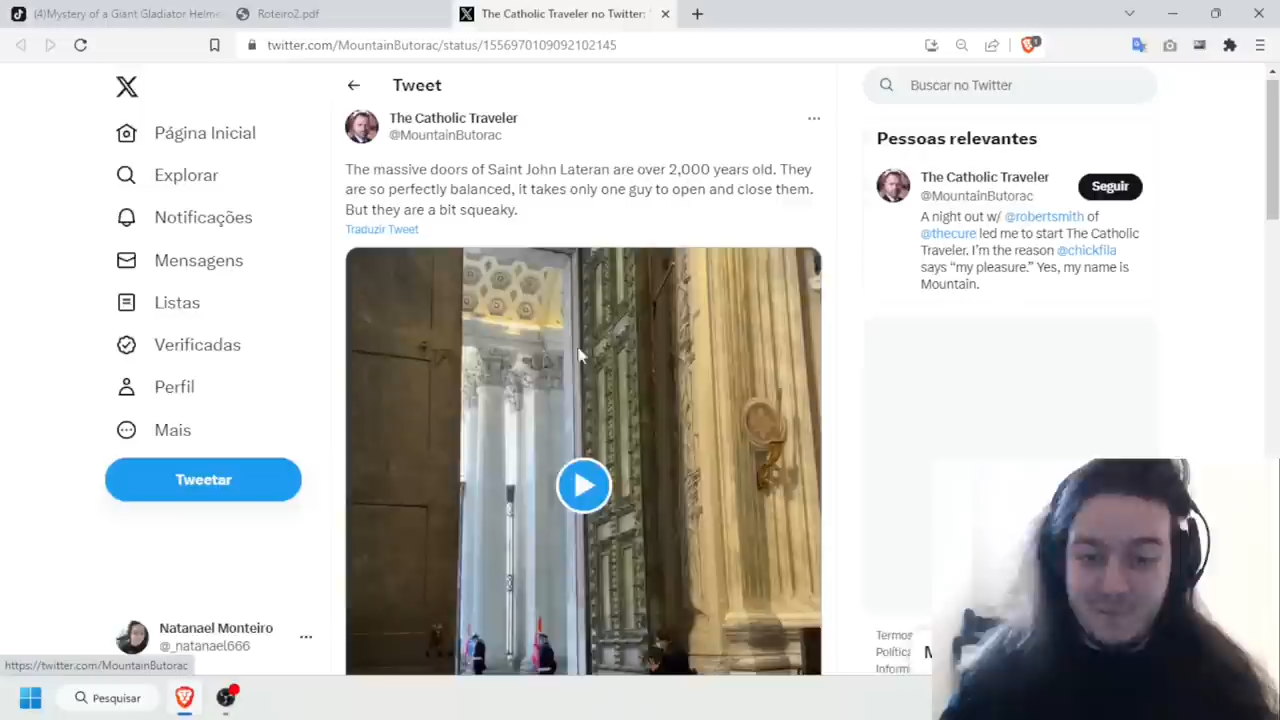 (4)Mystery of a Giant Gladiator Helme
Roteiro2.pdf
The Catholic Traveler no Twitter:
twitter.com/MountainButorac/status/1556970109092102145
Página Inicial
Explorar
Notificações
Mensagens
Listas
Verificadas
Perfil
Mais
Tweetar
Natanael Monteiro
@_natanael666
https://twitter.com/MountainButorac
Tweet
The Catholic Traveler
@MountainButorac
The massive doors of Saint John Lateran are over 2,000 years old. They
are so perfectly balanced, it takes only one guy to open and close them.
But they are a bit squeaky.
Traduzir Tweet
Buscar no Twitter
Pessoas relevantes
The Catholic Traveler
@MountainButorac
Seguir
A night out w/ @robertsmith of
@thecure led me to start The Catholic
Traveler. I'm the reason @chickfila
says “my pleasure.” Yes, my name is
Mountain.
Termos
Política
Inform
M
Pesquisar